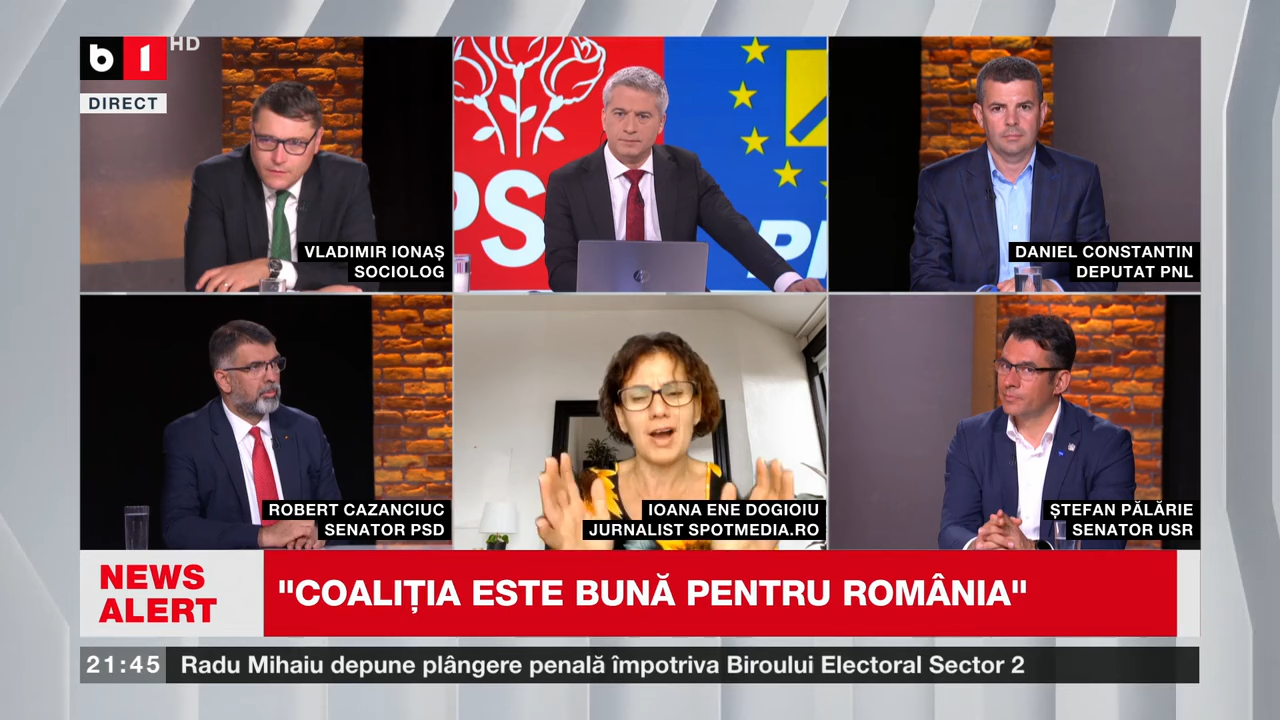 b 1 HD
DIRECT
PS
P
VLADIMIR IONAȘ
SOCIOLOG
DANIEL CONSTANTIN
DEPUTAT PNL
ROBERT CAZANCIUC
SENATOR PSD
IOANA ENE DOGIOIU
JURNALIST SPOTMEDIA.RO
ȘTEFAN PĂLĂRIE
SENATOR USR
NEWS
ALERT
"COALIȚIA ESTE BUNĂ PENTRU ROMÂNIA"
21:45 Radu Mihaiu depune plângere penală împotriva Biroului Electoral Sector 2